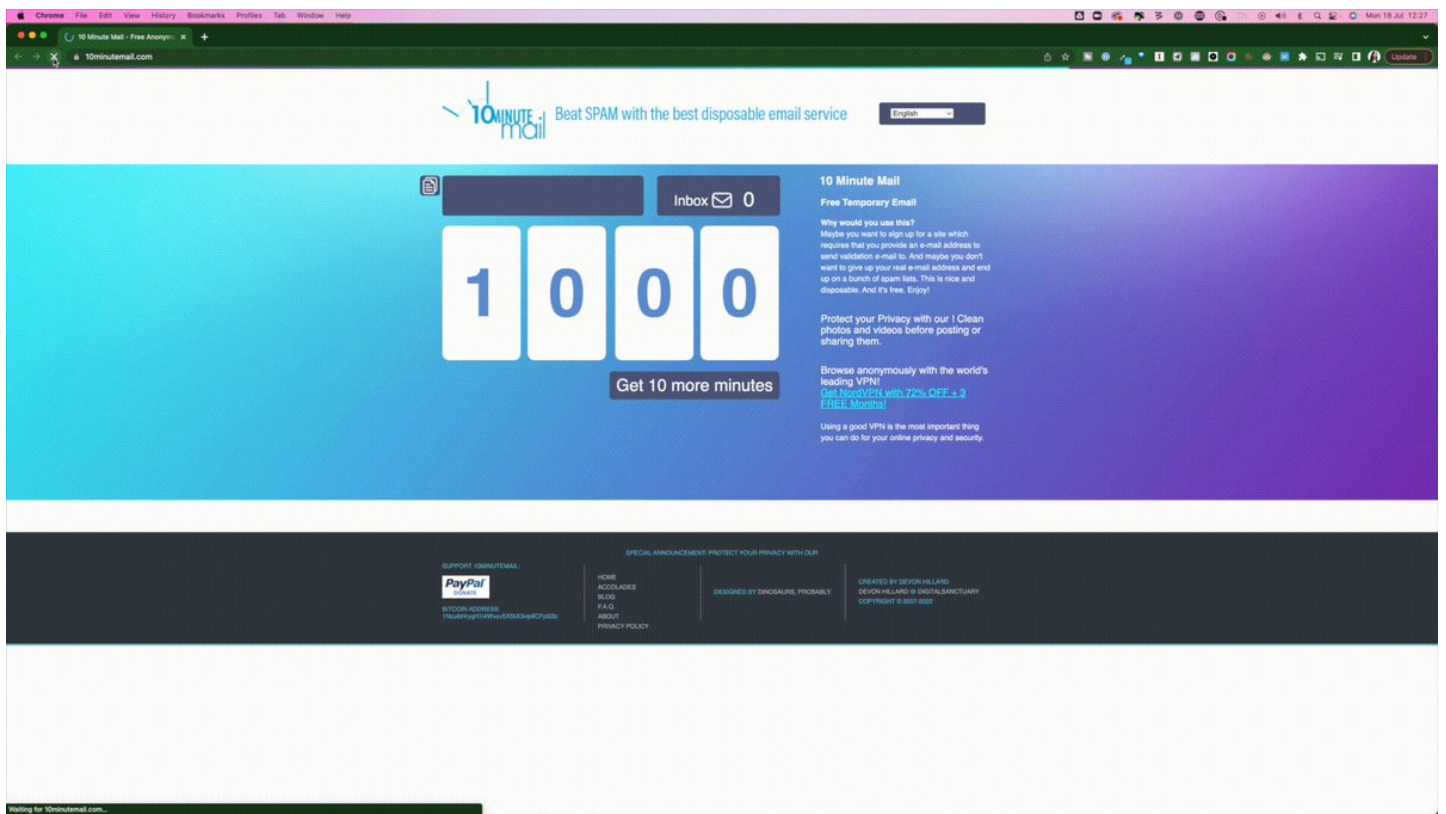 Chrome File Edit View History Bookmarks Profiles Tab Window Help
Mon 18 Jul 12:27
10 Minute Mail - Free Anonym
10minutemail.com
Update
10MINUTE mail
Beat SPAM with the best disposable email service
English
Inbox 0
1 0 0 0
Get 10 more minutes
10 Minute Mail
Free Temporary Email
Why would you use this?
Maybe you want to sign up for a site which
requires that you provide an e-mail address to
send validation e-mail to. And maybe you don't
want to give up your real e-mail address and end
up on a bunch of spam lists. This is nice and
disposable. And it's free. Enjoy!
Protect your Privacy with our ! Clean
photos and videos before posting or
sharing them.
Browse anonymously with the world's
leading VPN!
Get NordVPN with 72% OFF + 3
FREE Months!
Using a good VPN is the most important thing
you can do for your online privacy and security.
SPECIAL ANNOUNCEMENT: PROTECT YOUR PRIVACY WITH OUR
SUPPORT 10MINUTEMAIL:
PayPal
DONATE
BITCOIN ADDRESS:
HOME
ACCOLADES
BLOG
F.A.Q.
ABOUT
PRIVACY POLICY
DESIGNED BY DINOSAURS, PROBABLY.
CREATED BY DEVON HILLARD
DEVON HILLARD @ DIGITALSANCTUARY
COPYRIGHT © 2007-2022
Waiting for 10minutemail.com...